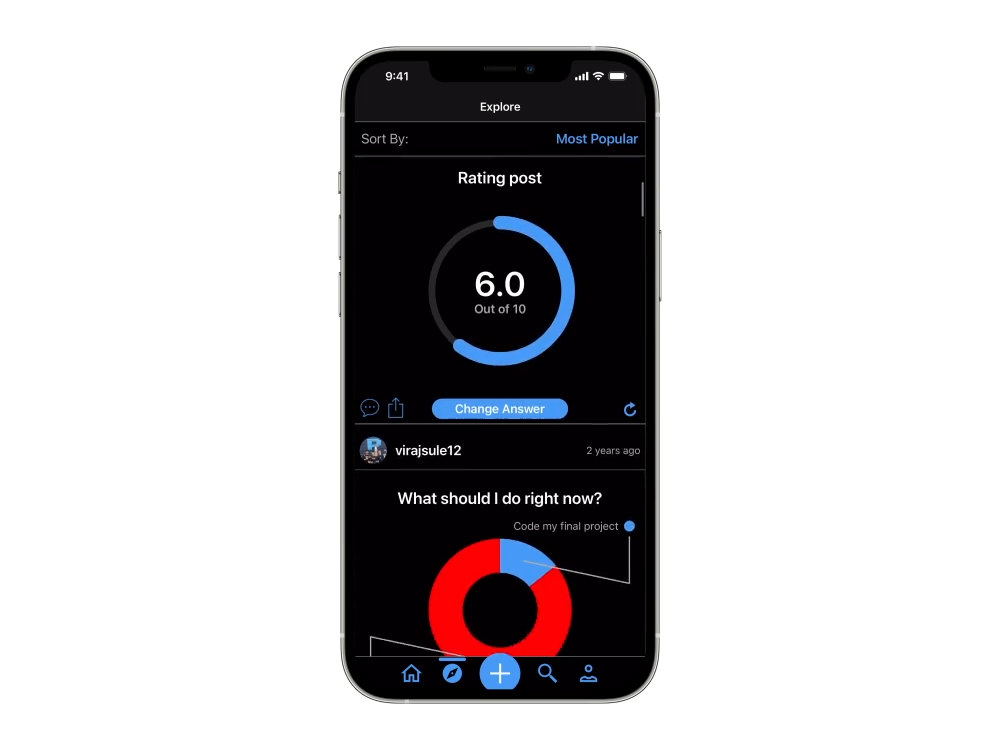 9:41
Explore
Sort By:
Most Popular
Rating post
6.0
Out of 10
Change Answer
virajsule12
2 years ago
What should I do right now?
Code my final project